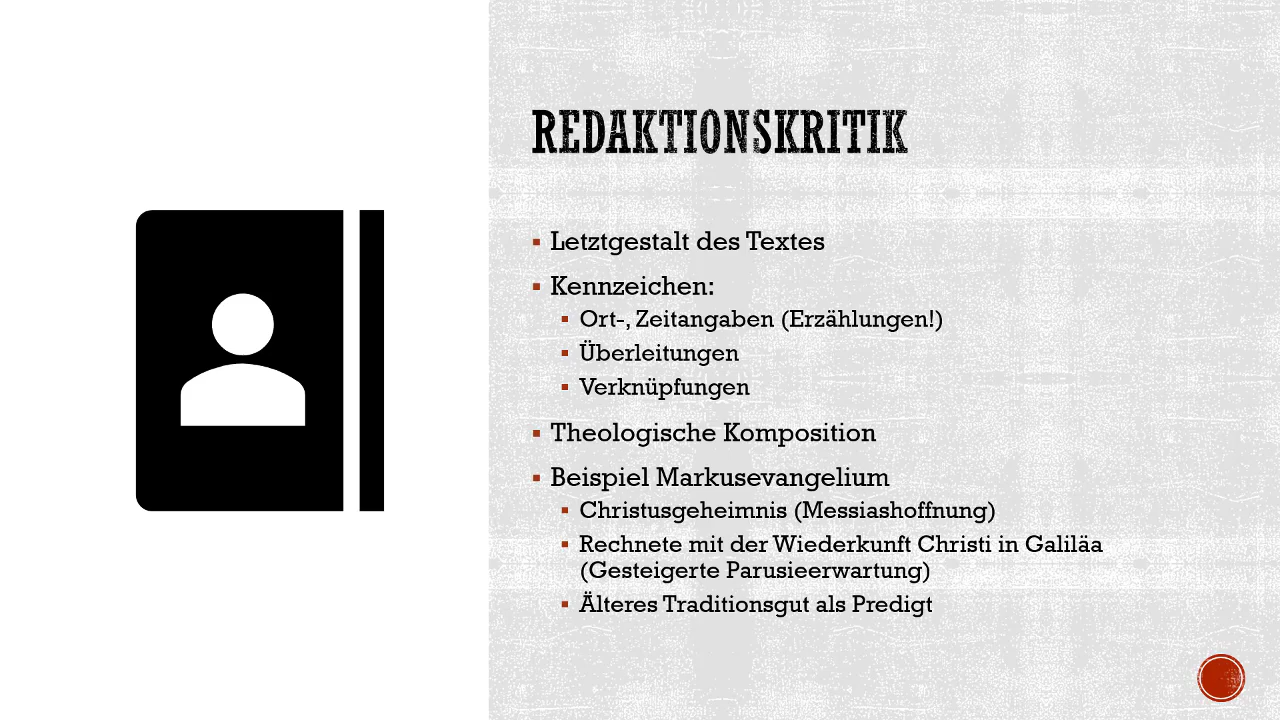 REDAKTIONSKRITIK
Letztgestalt des Textes
Kennzeichen:
Ort-, Zeitangaben (Erzählungen!)
Überleitungen
Verknüpfungen
Theologische Komposition
Beispiel Markusevangelium
Christusgeheimnis (Messiashoffnung)
Rechnete mit der Wiederkunft Christi in Galiläa
(Gesteigerte Parusieerwartung)
Älteres Traditionsgut als Predigt